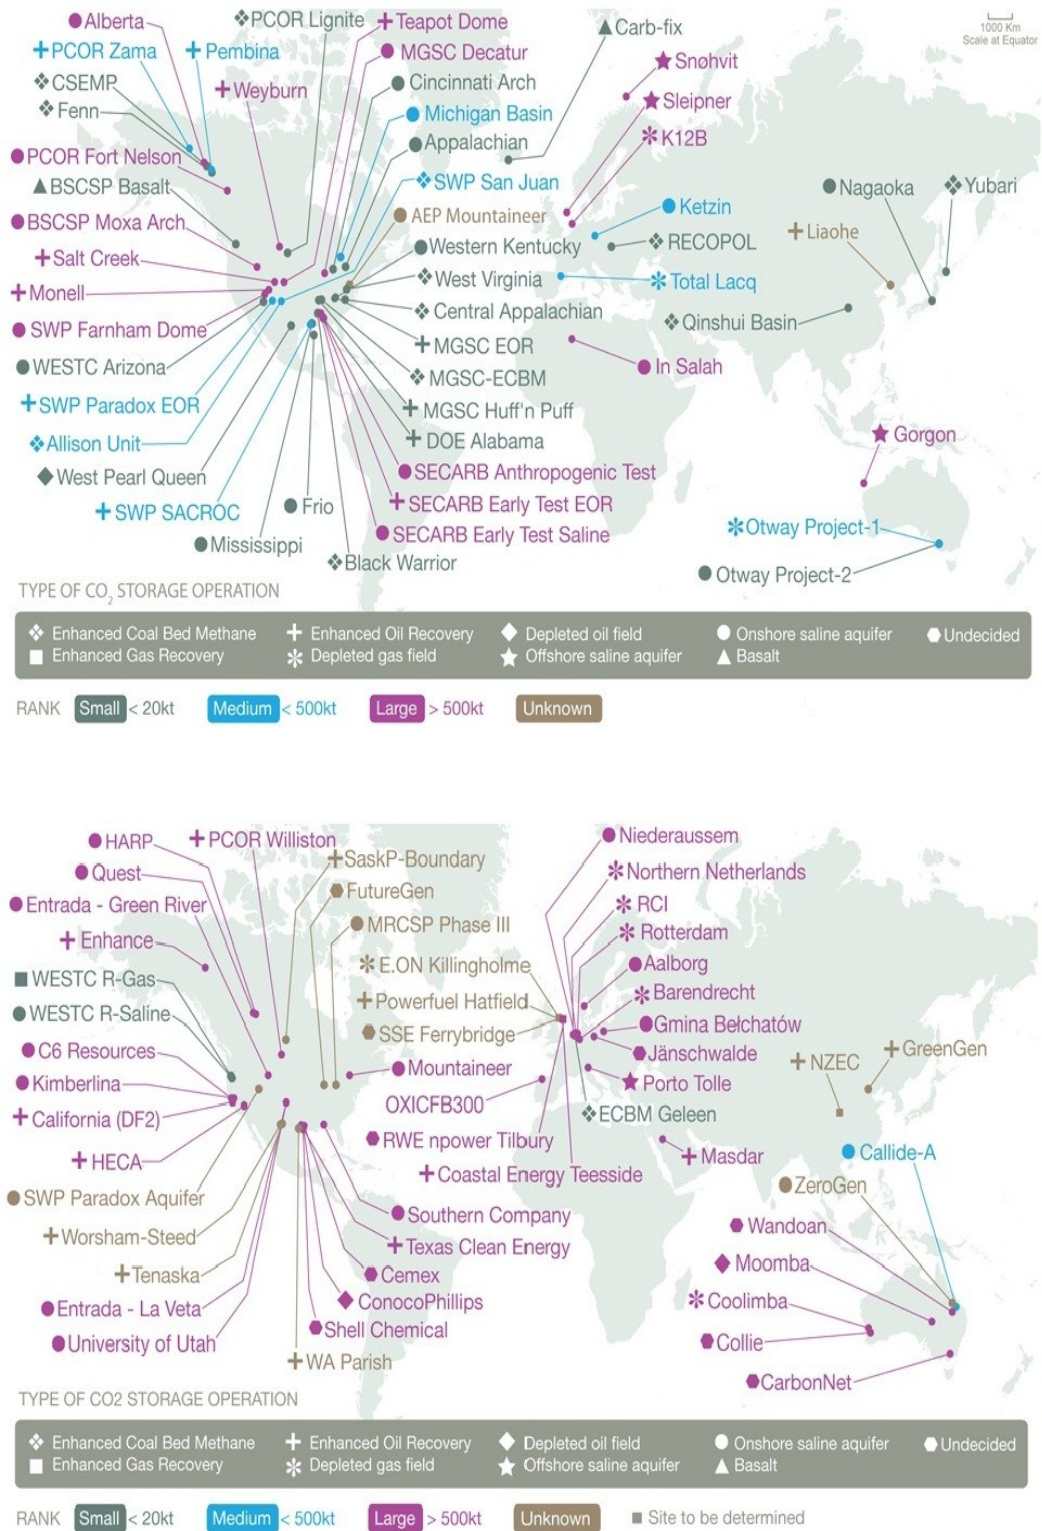 Alberta
PCOR Lignite
Teapot Dome
Carb-fix
1000 Km
Scale at Equator
PCOR Zama
Pembina
MGSC Decatur
Snøhvit
CSEMP
Weyburn
Cincinnati Arch
Sleipner
Fenn
Michigan Basin
K12B
PCOR Fort Nelson
Appalachian
BSCSP Basalt
SWP San Juan
Nagaoka
Yubari
BSCSP Moxa Arch
AEP Mountaineer
Ketzin
Salt Creek
Western Kentucky
RECOPOL
Liaohe
Monell
West Virginia
Total Lacq
SWP Farnham Dome
Central Appalachian
Qinshui Basin
WESTC Arizona
MGSC EOR
In Salah
SWP Paradox EOR
MGSC-ECBM
Allison Unit
MGSC Huff'n Puff
West Pearl Queen
DOE Alabama
Gorgon
SWP SACROC
SECARB Anthropogenic Test
Frio
SECARB Early Test EOR
Mississippi
SECARB Early Test Saline
Otway Project-1
Black Warrior
Otway Project-2
TYPE OF CO2 STORAGE OPERATION
Enhanced Coal Bed Methane Enhanced Oil Recovery Depleted oil field Onshore saline aquifer Undecided
Enhanced Gas Recovery Depleted gas field Offshore saline aquifer Basalt
RANK Small < 20kt Medium < 500kt Large > 500kt Unknown
HARP
PCOR Williston
Niederaussem
Quest
SaskP-Boundary
Northern Netherlands
Entrada - Green River
FutureGen
RCI
Enhance
MRCSP Phase III
Rotterdam
WESTC R-Gas
E.ON Killingholme
Aalborg
WESTC R-Saline
Powerfuel Hatfield
Barendrecht
C6 Resources
SSE Ferrybridge
Gmina Bełchatów
Kimberlina
Mountaineer
Jänschwalde
NZEC
GreenGen
California (DF2)
OXICFB300
Porto Tolle
HECA
RWE npower Tilbury
ECBM Geleen
SWP Paradox Aquifer
Coastal Energy Teesside
Masdar
Callide-A
Worsham-Steed
Southern Company
ZeroGen
Tenaska
Texas Clean Energy
Wandoan
Entrada - La Veta
Cemex
Moomba
University of Utah
ConocoPhillips
Coolimba
Shell Chemical
Collie
WA Parish
CarbonNet
TYPE OF CO2 STORAGE OPERATION
Enhanced Coal Bed Methane Enhanced Oil Recovery Depleted oil field Onshore saline aquifer Undecided
Enhanced Gas Recovery Depleted gas field Offshore saline aquifer Basalt
RANK Small < 20kt Medium < 500kt Large > 500kt Unknown Site to be determined